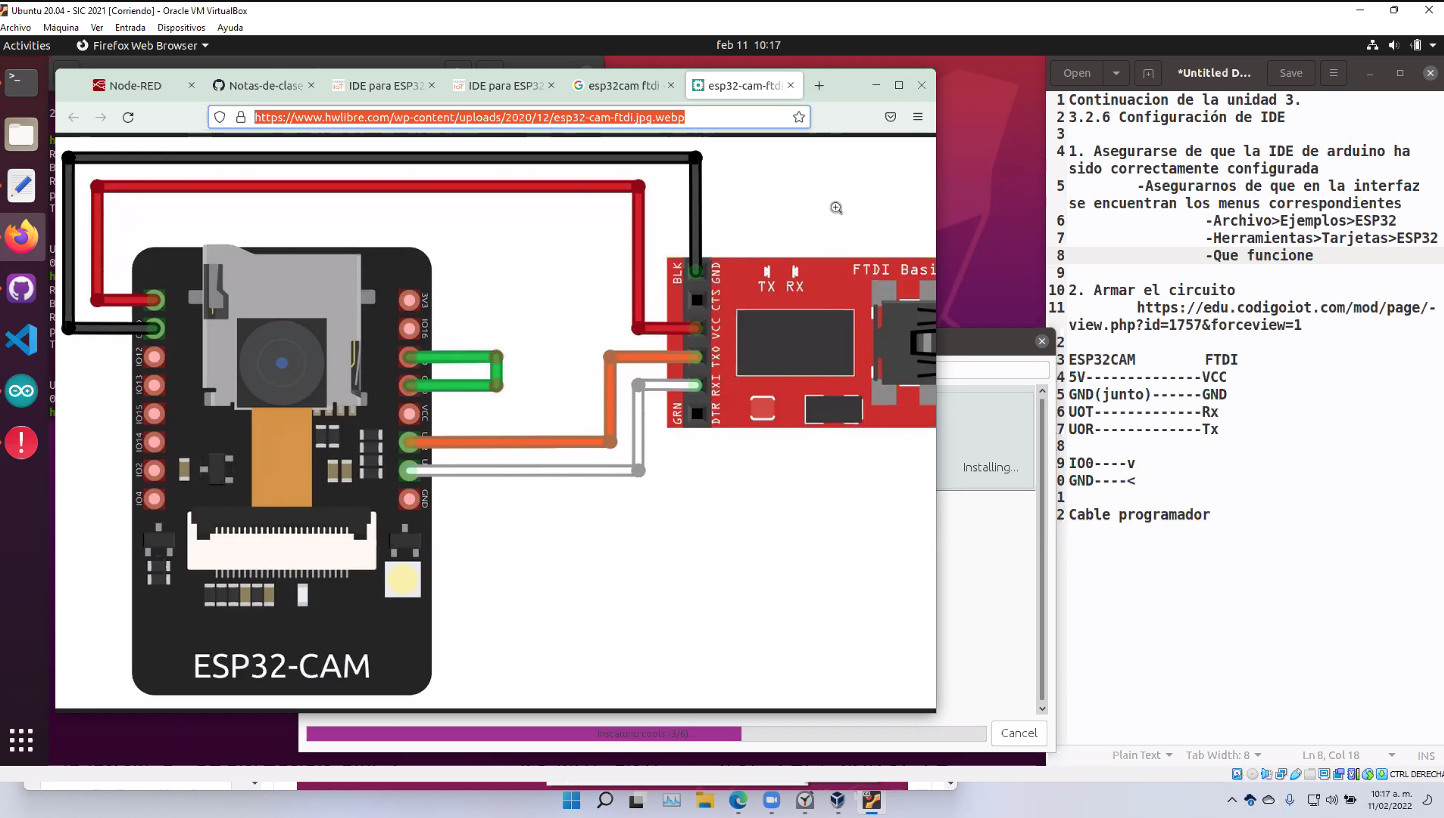 Ubuntu 20.04 - SIC 2021 [Corriendo] - Oracle VM VirtualBox
Archivo Máquina Ver Entrada Dispositivos Ayuda
Activities Firefox Web Browser feb 11 10:17
Node-RED
Notas-de-clase
IDE para ESP32
IDE para ESP32
esp32cam ftdi -
esp32-cam-ftdi.jpg
https://www.hwlibre.com/wp-content/uploads/2020/12/esp32-cam-ftdi.jpg.webp
3V3
IO16
VCC
GND
IO12
IO13
IO15
IO14
IO2
IO4
ESP32-CAM
BLK
GRN
GND
CTS
VCC
TXO
RXI
DTR
TX RX
FTDI Basi
Installing...
Cancel
Open *Untitled D... Save
1 Continuacion de la unidad 3.
2 3.2.6 Configuración de IDE
3
4 1. Asegurarse de que la IDE de arduino ha
sido correctamente configurada
5 -Asegurarnos de que en la interfaz
se encuentran los menus correspondientes
6 -Archivo>Ejemplos>ESP32
7 -Herramientas>Tarjetas>ESP32
8 -Que funcione
9
10 2. Armar el circuito
11 https://edu.codigoiot.com/mod/page/-
view.php?id=1757&forceview=1
2
3 ESP32CAM FTDI
4 5V--------------VCC
5 GND(junto)------GND
6 UOT-------------Rx
7 UOR-------------Tx
8
9 IO0----v
0 GND----<
1
2 Cable programador
Plain Text Tab Width: 8 Ln 8, Col 18 INS
CTRL DERECHA
10:17 a. m.
11/02/2022